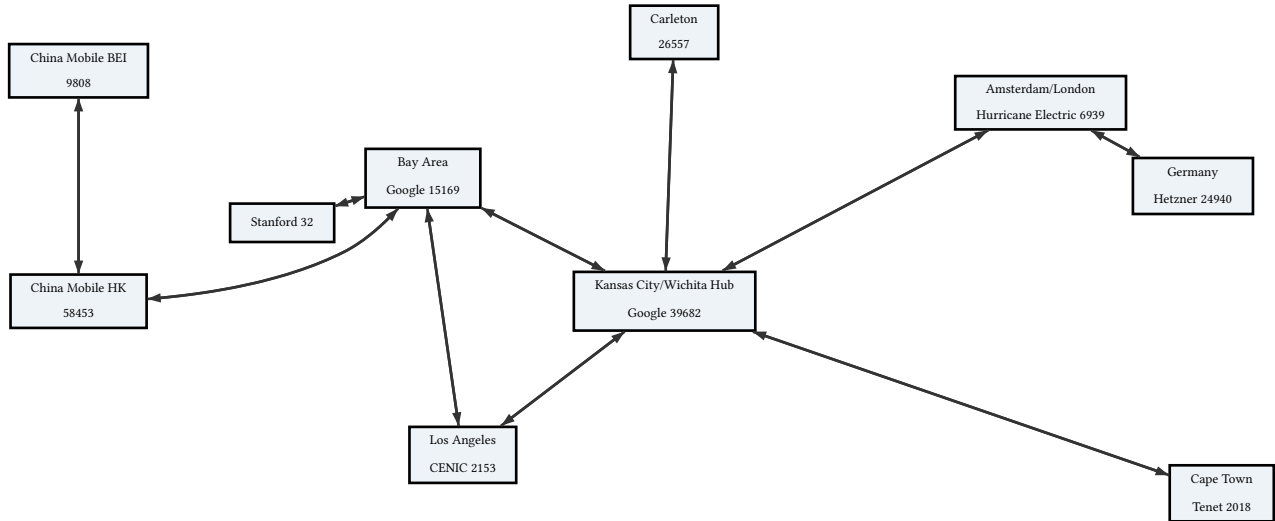 Carleton
26557
China Mobile BEI
9808
Amsterdam/London
Hurricane Electric 6939
Bay Area
Google 15169
Germany
Hetzner 24940
Stanford 32
China Mobile HK
58453
Kansas City/Wichita Hub
Google 39682
Los Angeles
CENIC 2153
Cape Town
Tenet 2018